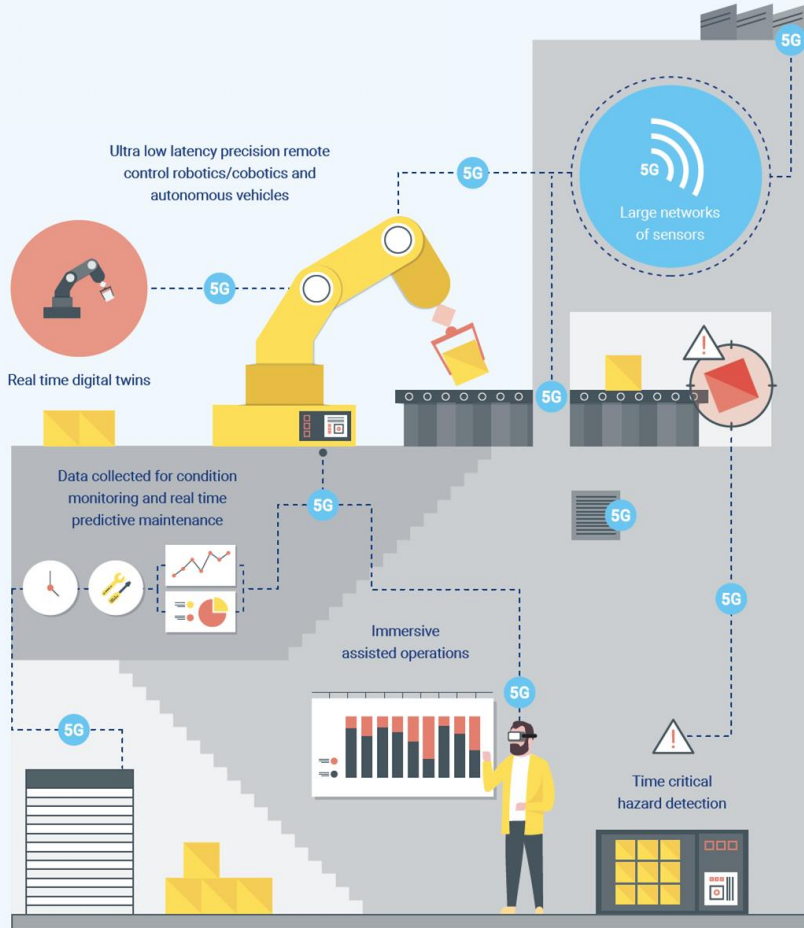 5G
Ultra low latency precision remote
control robotics/cobotics and
autonomous vehicles
5G
5G
Large networks
of sensors
5G
Real time digital twins
5G
Data collected for condition
monitoring and real time
predictive maintenance
5G
5G
5G
Immersive
assisted operations
5G
5G
Time critical
hazard detection